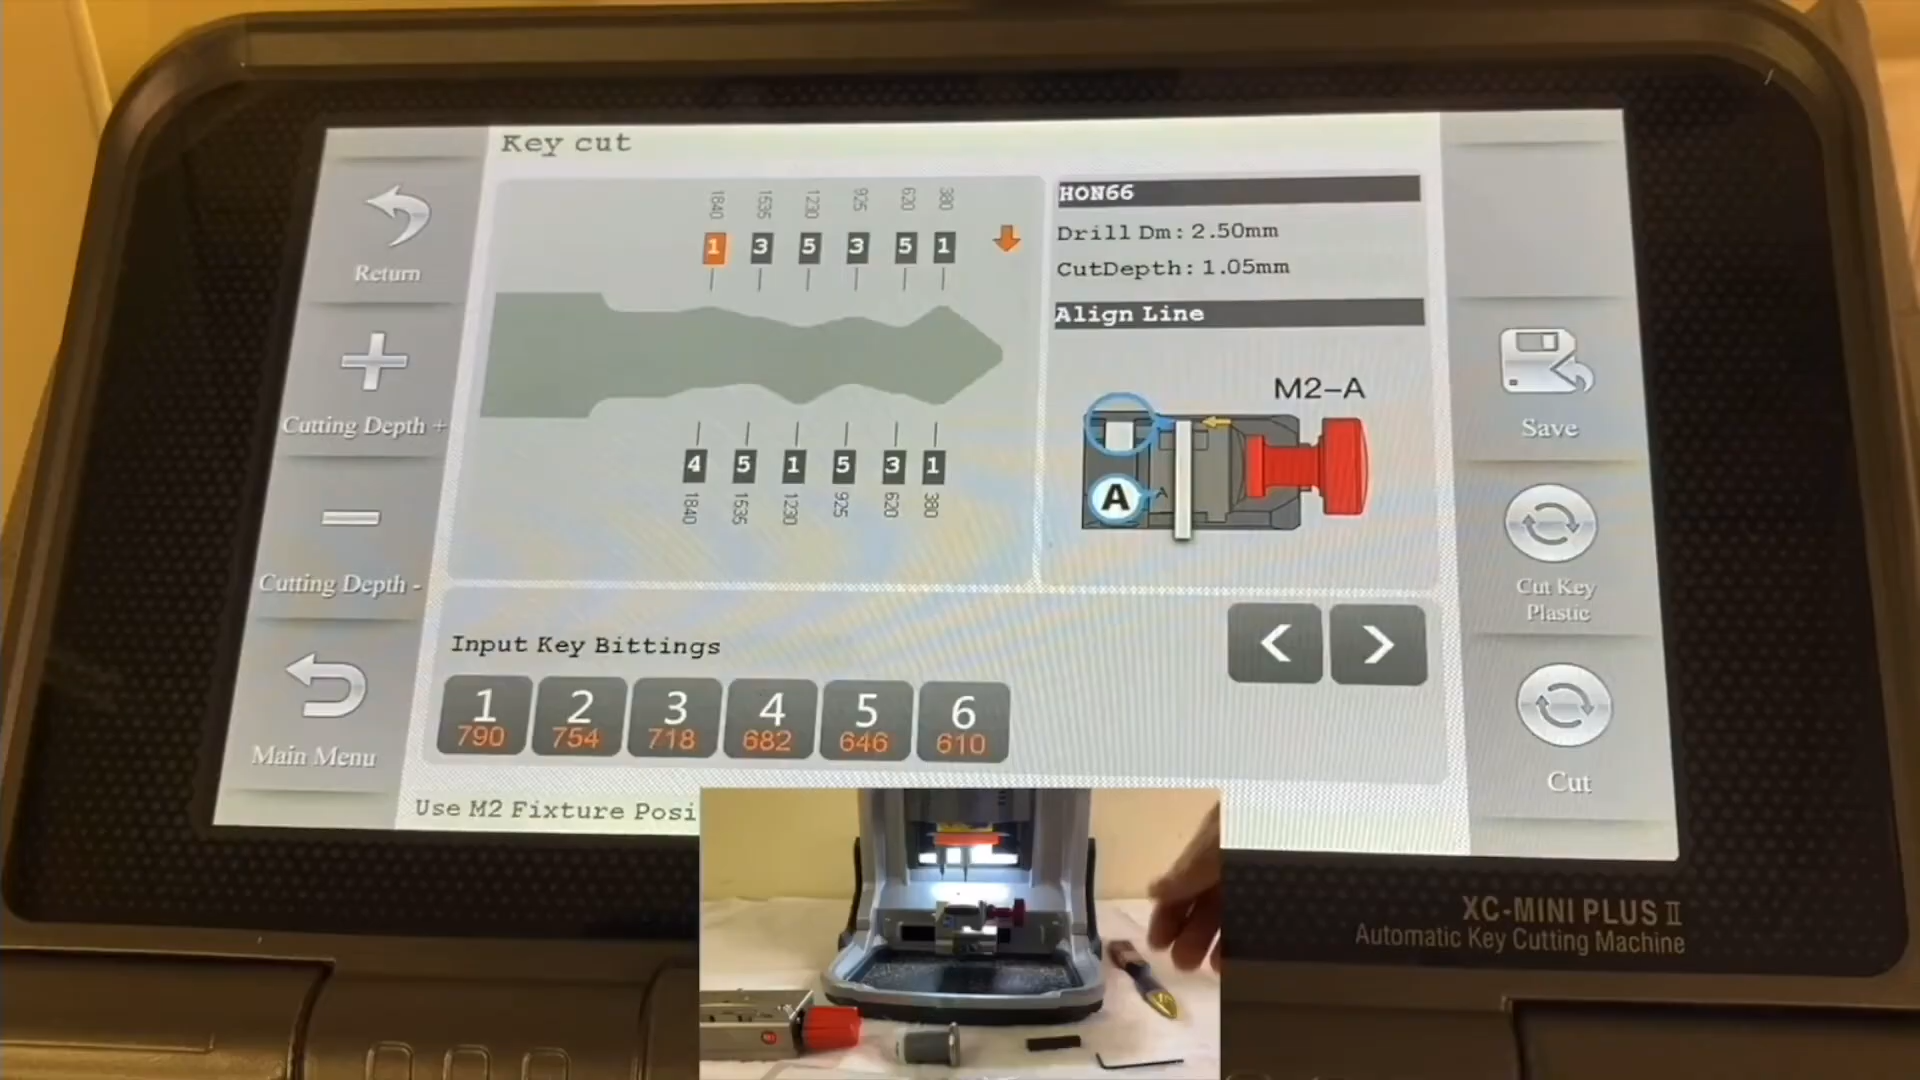 Key cut
Return
Cutting Depth +
Cutting Depth -
Main Menu
1840 1535 1230 925 620 380
1 3 5 3 5 1
4 5 1 5 3 1
1840 1535 1230 925 620 380
HON66
Drill Dm: 2.50mm
CutDepth: 1.05mm
Align Line
M2-A
A
A
Save
Cut Key
Plastic
Cut
Input Key Bittings
< >
1 2 3 4 5 6
790 754 718 682 646 610
Use M2 Fixture Posi
XC-MINI PLUS II
Automatic Key Cutting Machine